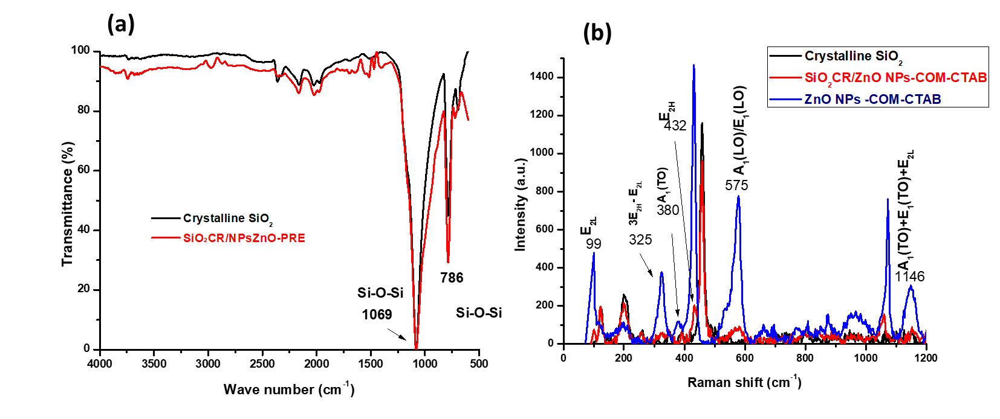 (a)
100
80
60
40
20
0
4000
3500
3000
2500
2000
1500
1000
500
Transmittance (%)
Wave number (cm-1)
Crystalline SiO2
SiO2CR/NPsZnO-PRE
Si-O-Si
1069
786
Si-O-Si
(b)
Crystalline SiO2
SiO2CR/ZnO NPs-COM-CTAB
ZnO NPs -COM-CTAB
1400
1200
1000
800
600
400
200
0
0
200
400
600
800
1000
1200
Intensity (a.u.)
Raman shift (cm-1)
E2L
99
3E2H - E2L
325
A1(TO)
380
E2H
432
A1(LO)/E1(LO)
575
A1(TO)+E1(TO)+E2L
1146